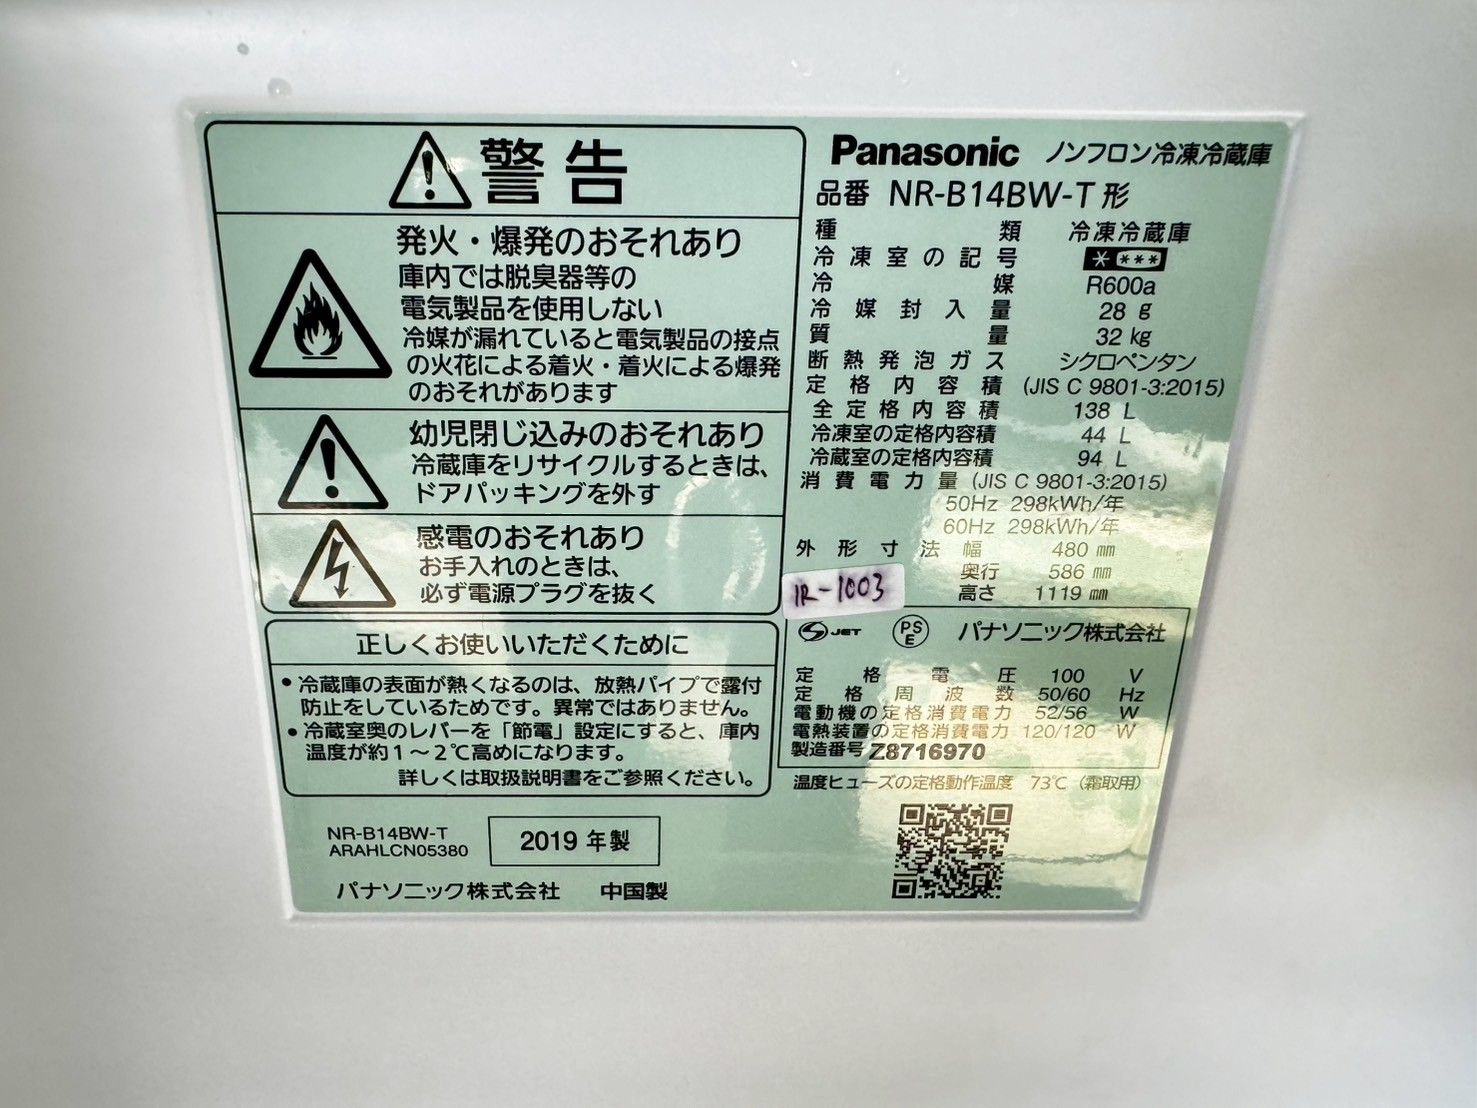 警告
発火・爆発のおそれあり
庫内では脱臭器等の
電気製品を使用しない
冷媒が漏れていると電気製品の接点
の火花による着火・着火による爆発
のおそれがあります
幼児閉じ込みのおそれあり
冷蔵庫をリサイクルするときは、
ドアパッキングを外す
感電のおそれあり
お手入れのときは、
必ず電源プラグを抜く
正しくお使いいただくために
• 冷蔵庫の表面が熱くなるのは、放熱パイプで露付
防止をしているためです。異常ではありません。
• 冷蔵室奥のレバーを「節電」設定にすると、庫内
温度が約1～2℃高めになります。
詳しくは取扱説明書をご参照ください。
NR-B14BW-T
ARAHLCN05380
2019 年製
パナソニック株式会社 中国製
Panasonic ノンフロン冷凍冷蔵庫
品番 NR-B14BW-T 形
種類 冷凍冷蔵庫
冷凍室の記号 * ***
冷媒 R600a
冷媒封入量 28 g
質量 32 kg
断熱発泡ガス シクロペンタン
定格内容積 (JIS C 9801-3:2015)
全定格内容積 138 L
冷凍室の定格内容積 44 L
冷蔵室の定格内容積 94 L
消費電力量 (JIS C 9801-3:2015)
50Hz 298kWh/年
60Hz 298kWh/年
外形寸法 幅 480 mm
奥行 586 mm
高さ 1119 mm
IR-1003
S JET PSE パナソニック株式会社
定格電圧 100 V
定格周波数 50/60 Hz
電動機の定格消費電力 52/56 W
電熱装置の定格消費電力 120/120 W
製造番号 Z8716970
温度ヒューズの定格動作温度 73℃（霜取用）